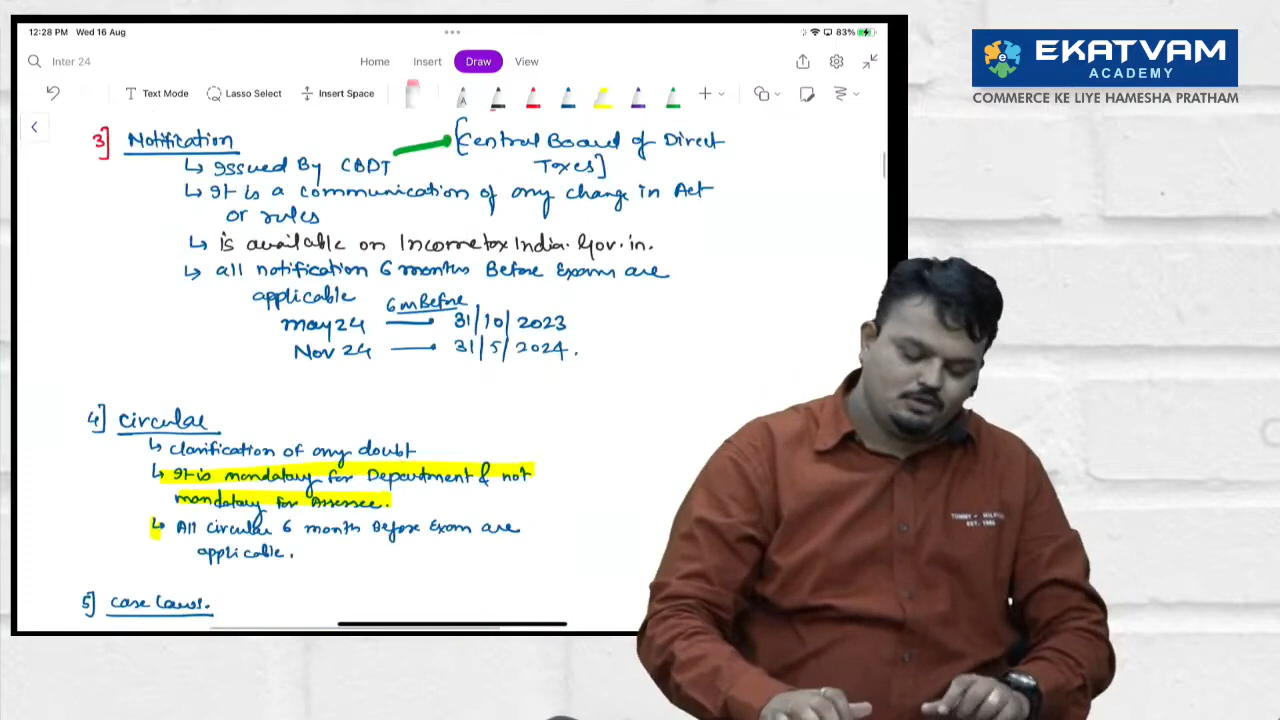 12:28 PM Wed 16 Aug
83%
Inter 24
Home Insert Draw View
Text Mode Lasso Select Insert Space
3] Notification
[Central Board of Direct
↳ Issued By CBDT
Taxes]
↳ It is a communication of any change in Act
or rules
↳ is available on Incometax India. Gov. in.
↳ all notification 6 months Before Exam are
applicable
6 m Before
may 24 31/10/2023
Nov 24 31/5/2024.
4] Circular
↳ clarification of any doubt
↳ It is mandatory for Department & not
mandatory for Assessee.
↳ All circular 6 month Before Exam are
applicable.
5] case laws.
EKATVAM
ACADEMY
COMMERCE KE LIYE HAMESHA PRATHAM